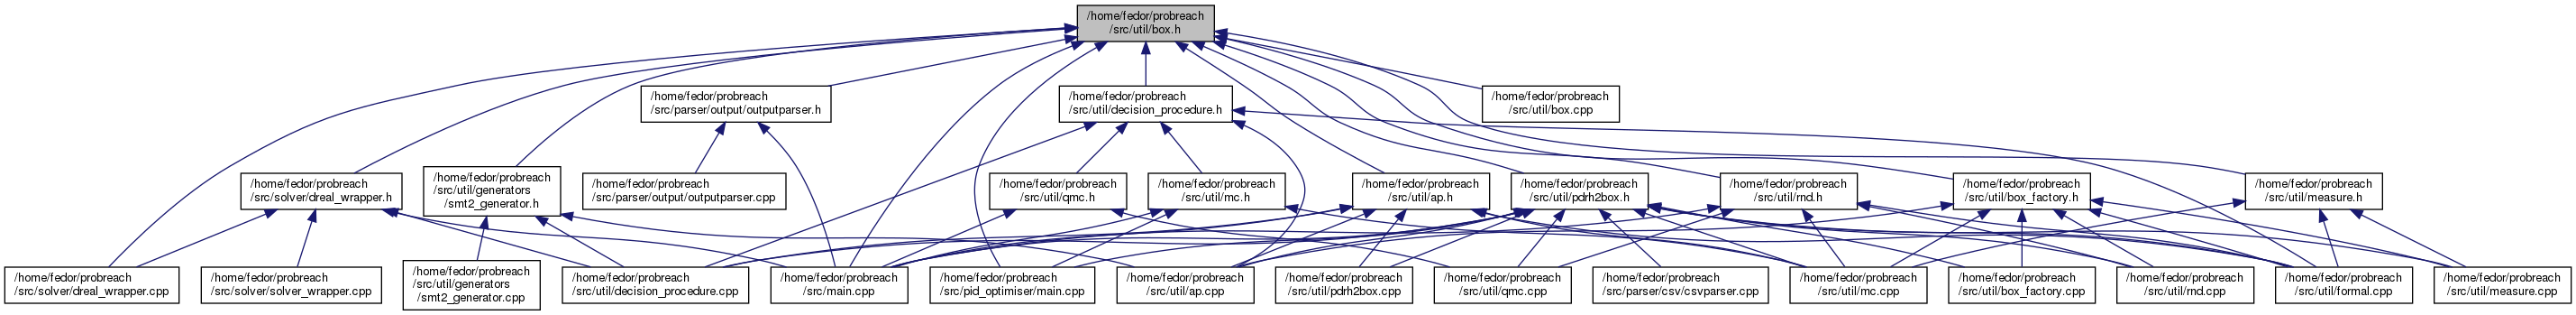 /home/fedor/probreach
/src/util/box.h
/home/fedor/probreach
/src/parser/output/outputparser.h
/home/fedor/probreach
/src/util/decision_procedure.h
/home/fedor/probreach
/src/util/box.cpp
/home/fedor/probreach
/src/solver/dreal_wrapper.h
/home/fedor/probreach
/src/util/generators
/smt2_generator.h
/home/fedor/probreach
/src/parser/output/outputparser.cpp
/home/fedor/probreach
/src/util/qmc.h
/home/fedor/probreach
/src/util/mc.h
/home/fedor/probreach
/src/util/ap.h
/home/fedor/probreach
/src/util/pdrh2box.h
/home/fedor/probreach
/src/util/rnd.h
/home/fedor/probreach
/src/util/box_factory.h
/home/fedor/probreach
/src/util/measure.h
/home/fedor/probreach
/src/solver/dreal_wrapper.cpp
/home/fedor/probreach
/src/solver/solver_wrapper.cpp
/home/fedor/probreach
/src/util/generators
/smt2_generator.cpp
/home/fedor/probreach
/src/util/decision_procedure.cpp
/home/fedor/probreach
/src/main.cpp
/home/fedor/probreach
/src/pid_optimiser/main.cpp
/home/fedor/probreach
/src/util/ap.cpp
/home/fedor/probreach
/src/util/pdrh2box.cpp
/home/fedor/probreach
/src/util/qmc.cpp
/home/fedor/probreach
/src/parser/csv/csvparser.cpp
/home/fedor/probreach
/src/util/mc.cpp
/home/fedor/probreach
/src/util/box_factory.cpp
/home/fedor/probreach
/src/util/rnd.cpp
/home/fedor/probreach
/src/util/formal.cpp
/home/fedor/probreach
/src/util/measure.cpp